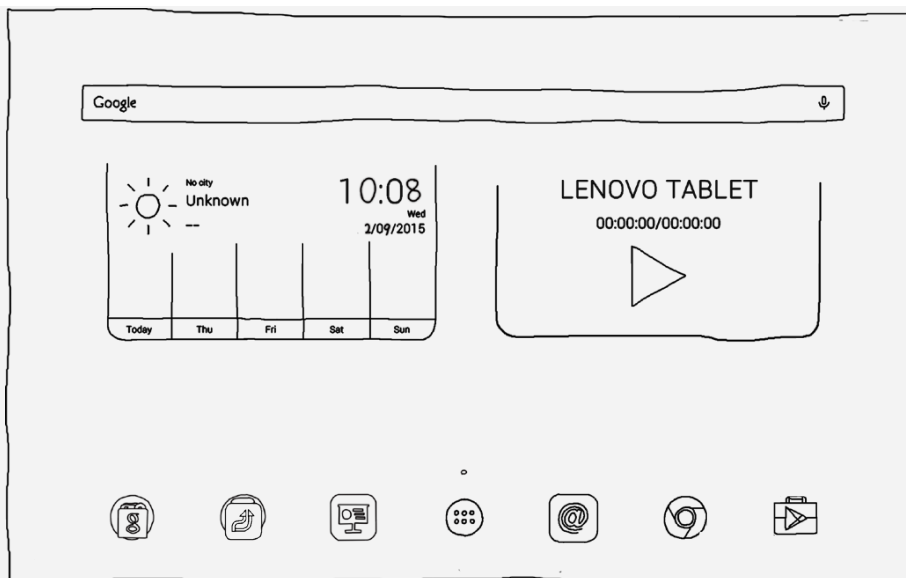 Google
No city
Unknown
--
10:08
Wed
2/09/2015
Today Thu Fri Sat Sun
LENOVO TABLET
00:00:00/00:00:00
8
@